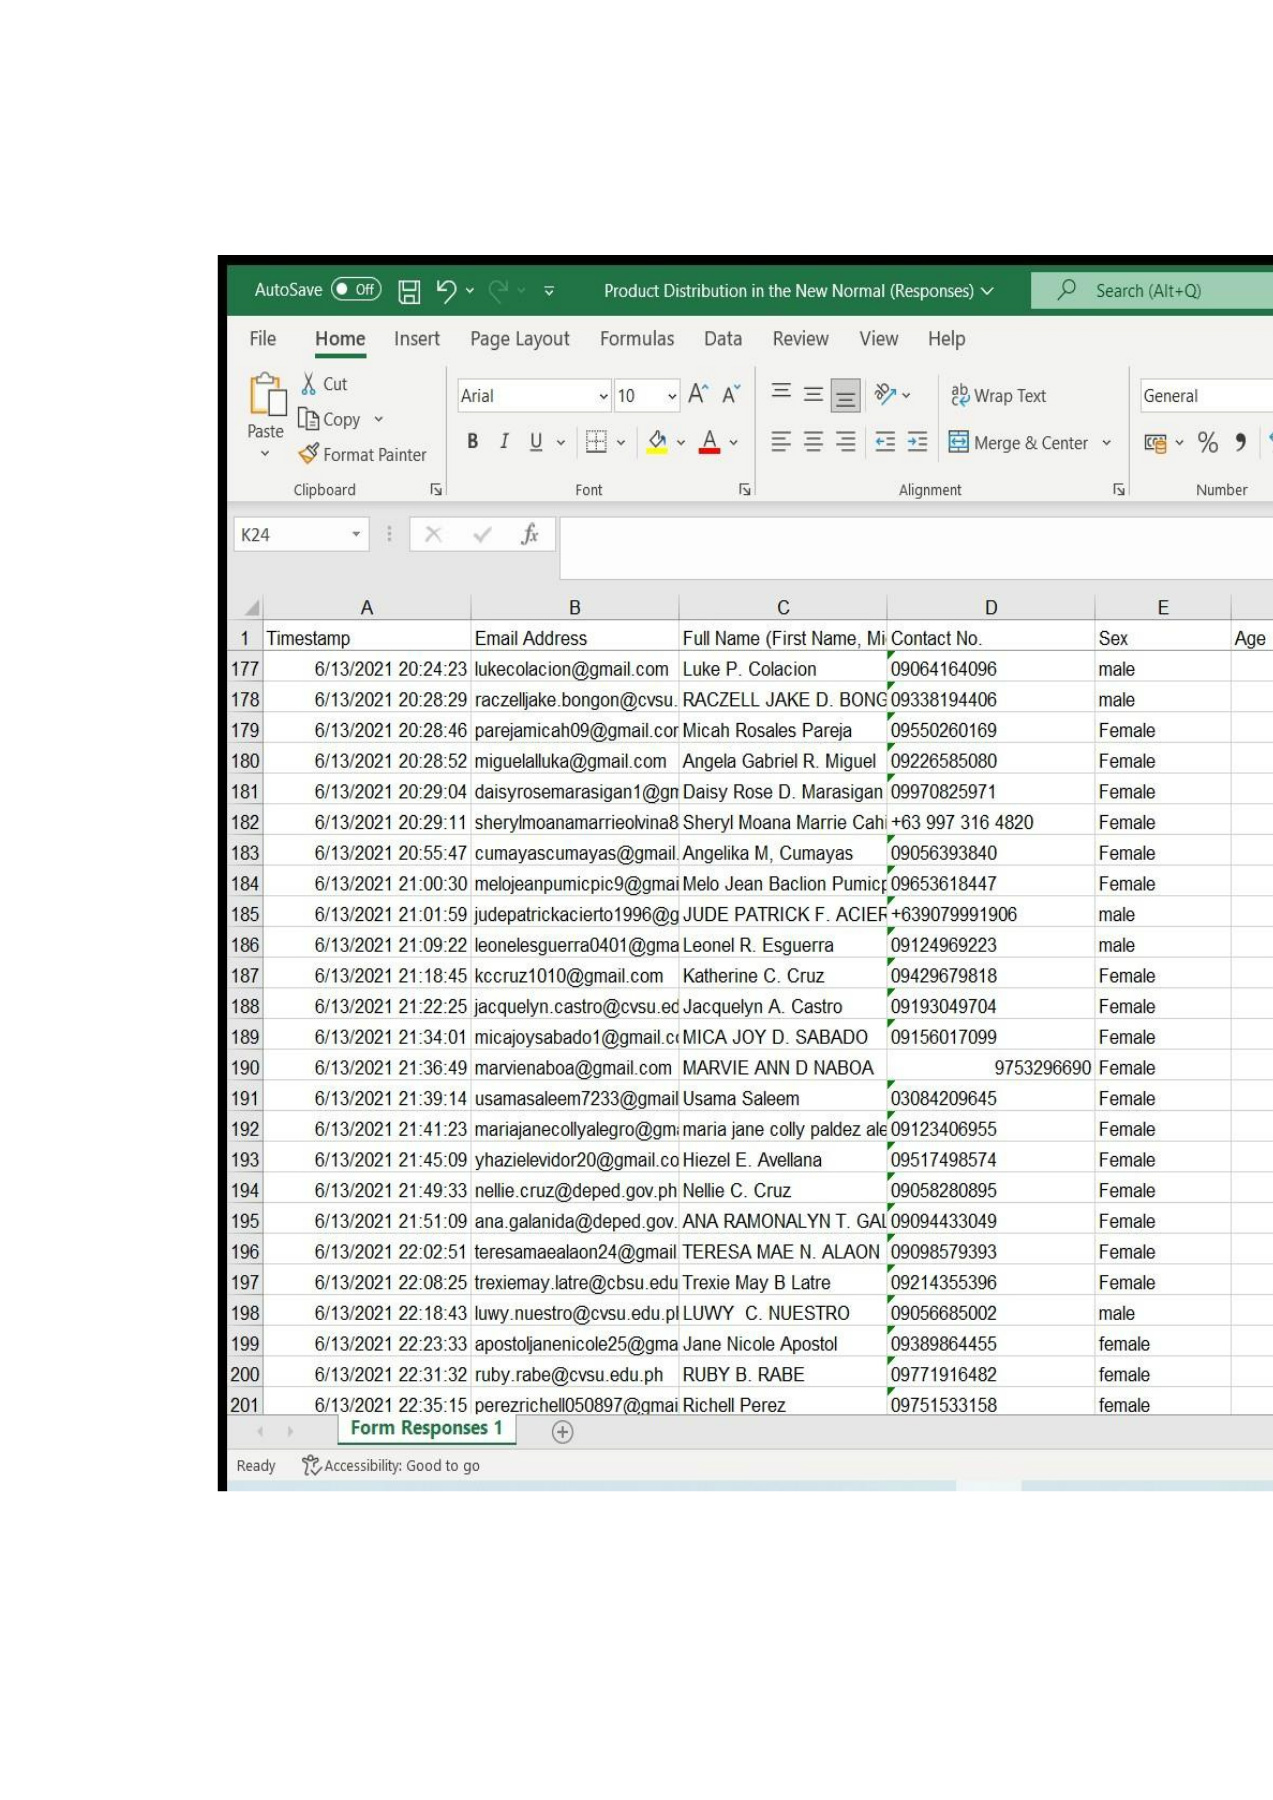 AutoSave Off Product Distribution in the New Normal (Responses) Search (Alt+Q)
File Home Insert Page Layout Formulas Data Review View Help
Paste Cut Copy Format Painter Clipboard
Arial 10 A A B I U A Font
ab c Wrap Text Merge & Center Alignment
General % Number
K24 fx
A B C D E
1 Timestamp Email Address Full Name (First Name, Mi Contact No. Sex Age
177 6/13/2021 20:24:23 lukecolacion@gmail.com Luke P. Colacion 09064164096 male
178 6/13/2021 20:28:29 raczelljake.bongon@cvsu. RACZELL JAKE D. BONG 09338194406 male
179 6/13/2021 20:28:46 parejamicah09@gmail.cor Micah Rosales Pareja 09550260169 Female
180 6/13/2021 20:28:52 miguelalluka@gmail.com Angela Gabriel R. Miguel 09226585080 Female
181 6/13/2021 20:29:04 daisyrosemarasigan1@gm Daisy Rose D. Marasigan 09970825971 Female
182 6/13/2021 20:29:11 sherylmoanamarrieolvina8 Sheryl Moana Marrie Cahi +63 997 316 4820 Female
183 6/13/2021 20:55:47 cumayascumayas@gmail. Angelika M, Cumayas 09056393840 Female
184 6/13/2021 21:00:30 melojeanpumicpic9@gmai Melo Jean Baclion Pumicp 09653618447 Female
185 6/13/2021 21:01:59 judepatrickacierto1996@g JUDE PATRICK F. ACIER +639079991906 male
186 6/13/2021 21:09:22 leonelesguerra0401@gma Leonel R. Esguerra 09124969223 male
187 6/13/2021 21:18:45 kccruz1010@gmail.com Katherine C. Cruz 09429679818 Female
188 6/13/2021 21:22:25 jacquelyn.castro@cvsu.ed Jacquelyn A. Castro 09193049704 Female
189 6/13/2021 21:34:01 micajoysabado1@gmail.c MICA JOY D. SABADO 09156017099 Female
190 6/13/2021 21:36:49 marvienaboa@gmail.com MARVIE ANN D NABOA 9753296690 Female
191 6/13/2021 21:39:14 usamasaleem7233@gmail Usama Saleem 03084209645 Female
192 6/13/2021 21:41:23 mariajanecollyalegro@gm maria jane colly paldez ale 09123406955 Female
193 6/13/2021 21:45:09 yhazielevidor20@gmail.co Hiezel E. Avellana 09517498574 Female
194 6/13/2021 21:49:33 nellie.cruz@deped.gov.ph Nellie C. Cruz 09058280895 Female
195 6/13/2021 21:51:09 ana.galanida@deped.gov. ANA RAMONALYN T. GAL 09094433049 Female
196 6/13/2021 22:02:51 teresamaealaon24@gmail TERESA MAE N. ALAON 09098579393 Female
197 6/13/2021 22:08:25 trexiemay.latre@cbsu.edu Trexie May B Latre 09214355396 Female
198 6/13/2021 22:18:43 luwy.nuestro@cvsu.edu.pl LUWY C. NUESTRO 09056685002 male
199 6/13/2021 22:23:33 apostoljanenicole25@gma Jane Nicole Apostol 09389864455 female
200 6/13/2021 22:31:32 ruby.rabe@cvsu.edu.ph RUBY B. RABE 09771916482 female
201 6/13/2021 22:35:15 perezrichell050897@gmai Richell Perez 09751533158 female
Form Responses 1
Ready Accessibility: Good to go